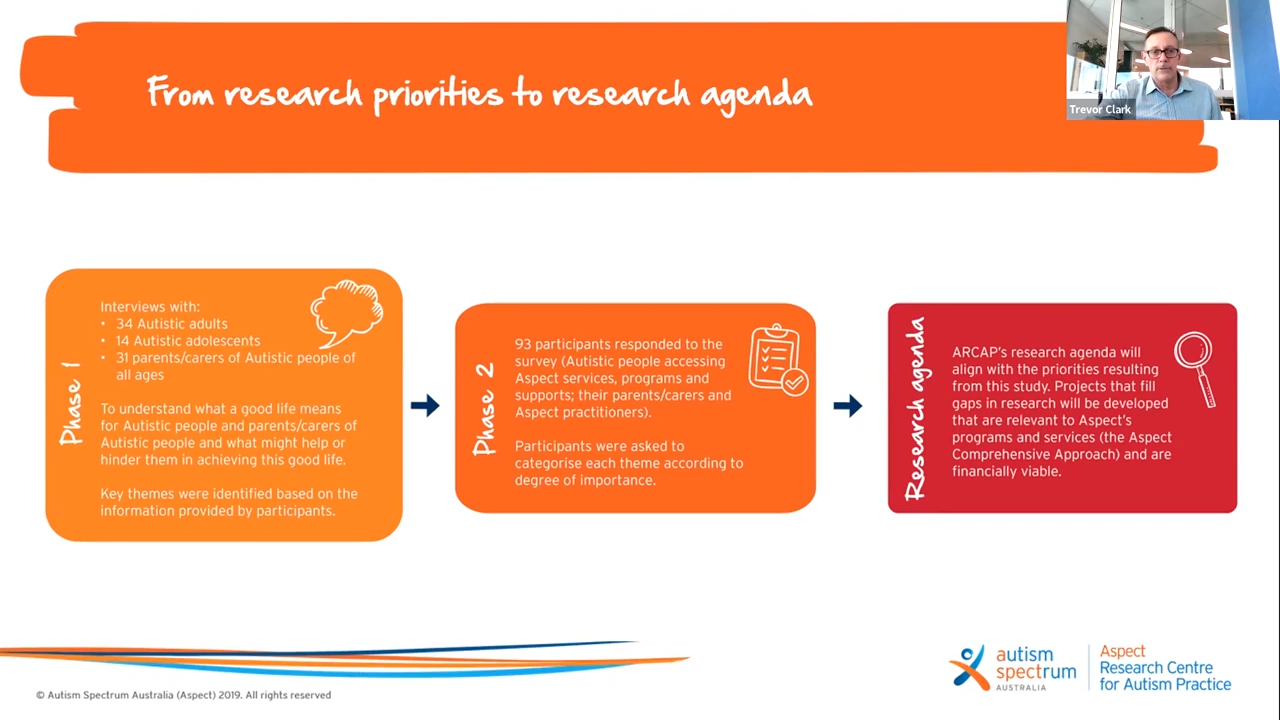 From research priorities to research agenda
Trevor Clark
Phase 1
Interviews with:
• 34 Autistic adults
• 14 Autistic adolescents
• 31 parents/carers of Autistic people of
all ages
To understand what a good life means
for Autistic people and parents/carers of
Autistic people and what might help or
hinder them in achieving this good life.
Key themes were identified based on the
information provided by participants.
Phase 2
93 participants responded to the
survey (Autistic people accessing
Aspect services, programs and
supports; their parents/carers and
Aspect practitioners).
Participants were asked to
categorise each theme according to
degree of importance.
Research agenda
ARCAP's research agenda will
align with the priorities resulting
from this study. Projects that fill
gaps in research will be developed
that are relevant to Aspect's
programs and services (the Aspect
Comprehensive Approach) and are
financially viable.
© Autism Spectrum Australia (Aspect) 2019. All rights reserved
autism
spectrum
AUSTRALIA
Aspect
Research Centre
for Autism Practice